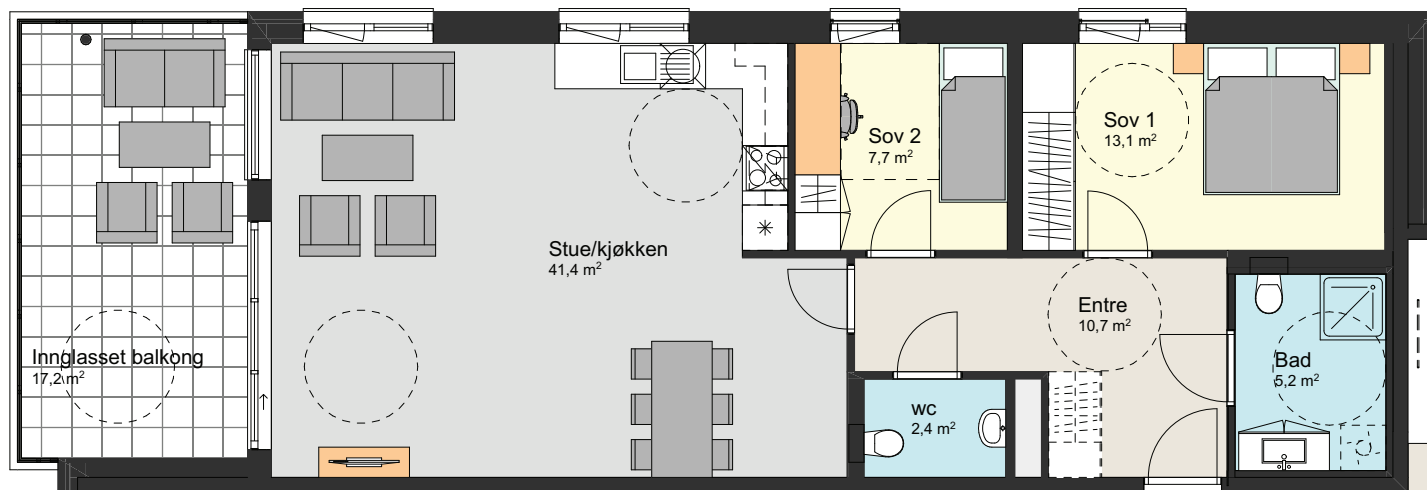 Sov 1
13,1 m²
Sov 2
7,7 m²
Stue/kjøkken
41,4 m²
Entre
10,7 m²
Innglasset balkong
17,2 m²
Bad
5,2 m²
wc
2,4 m²